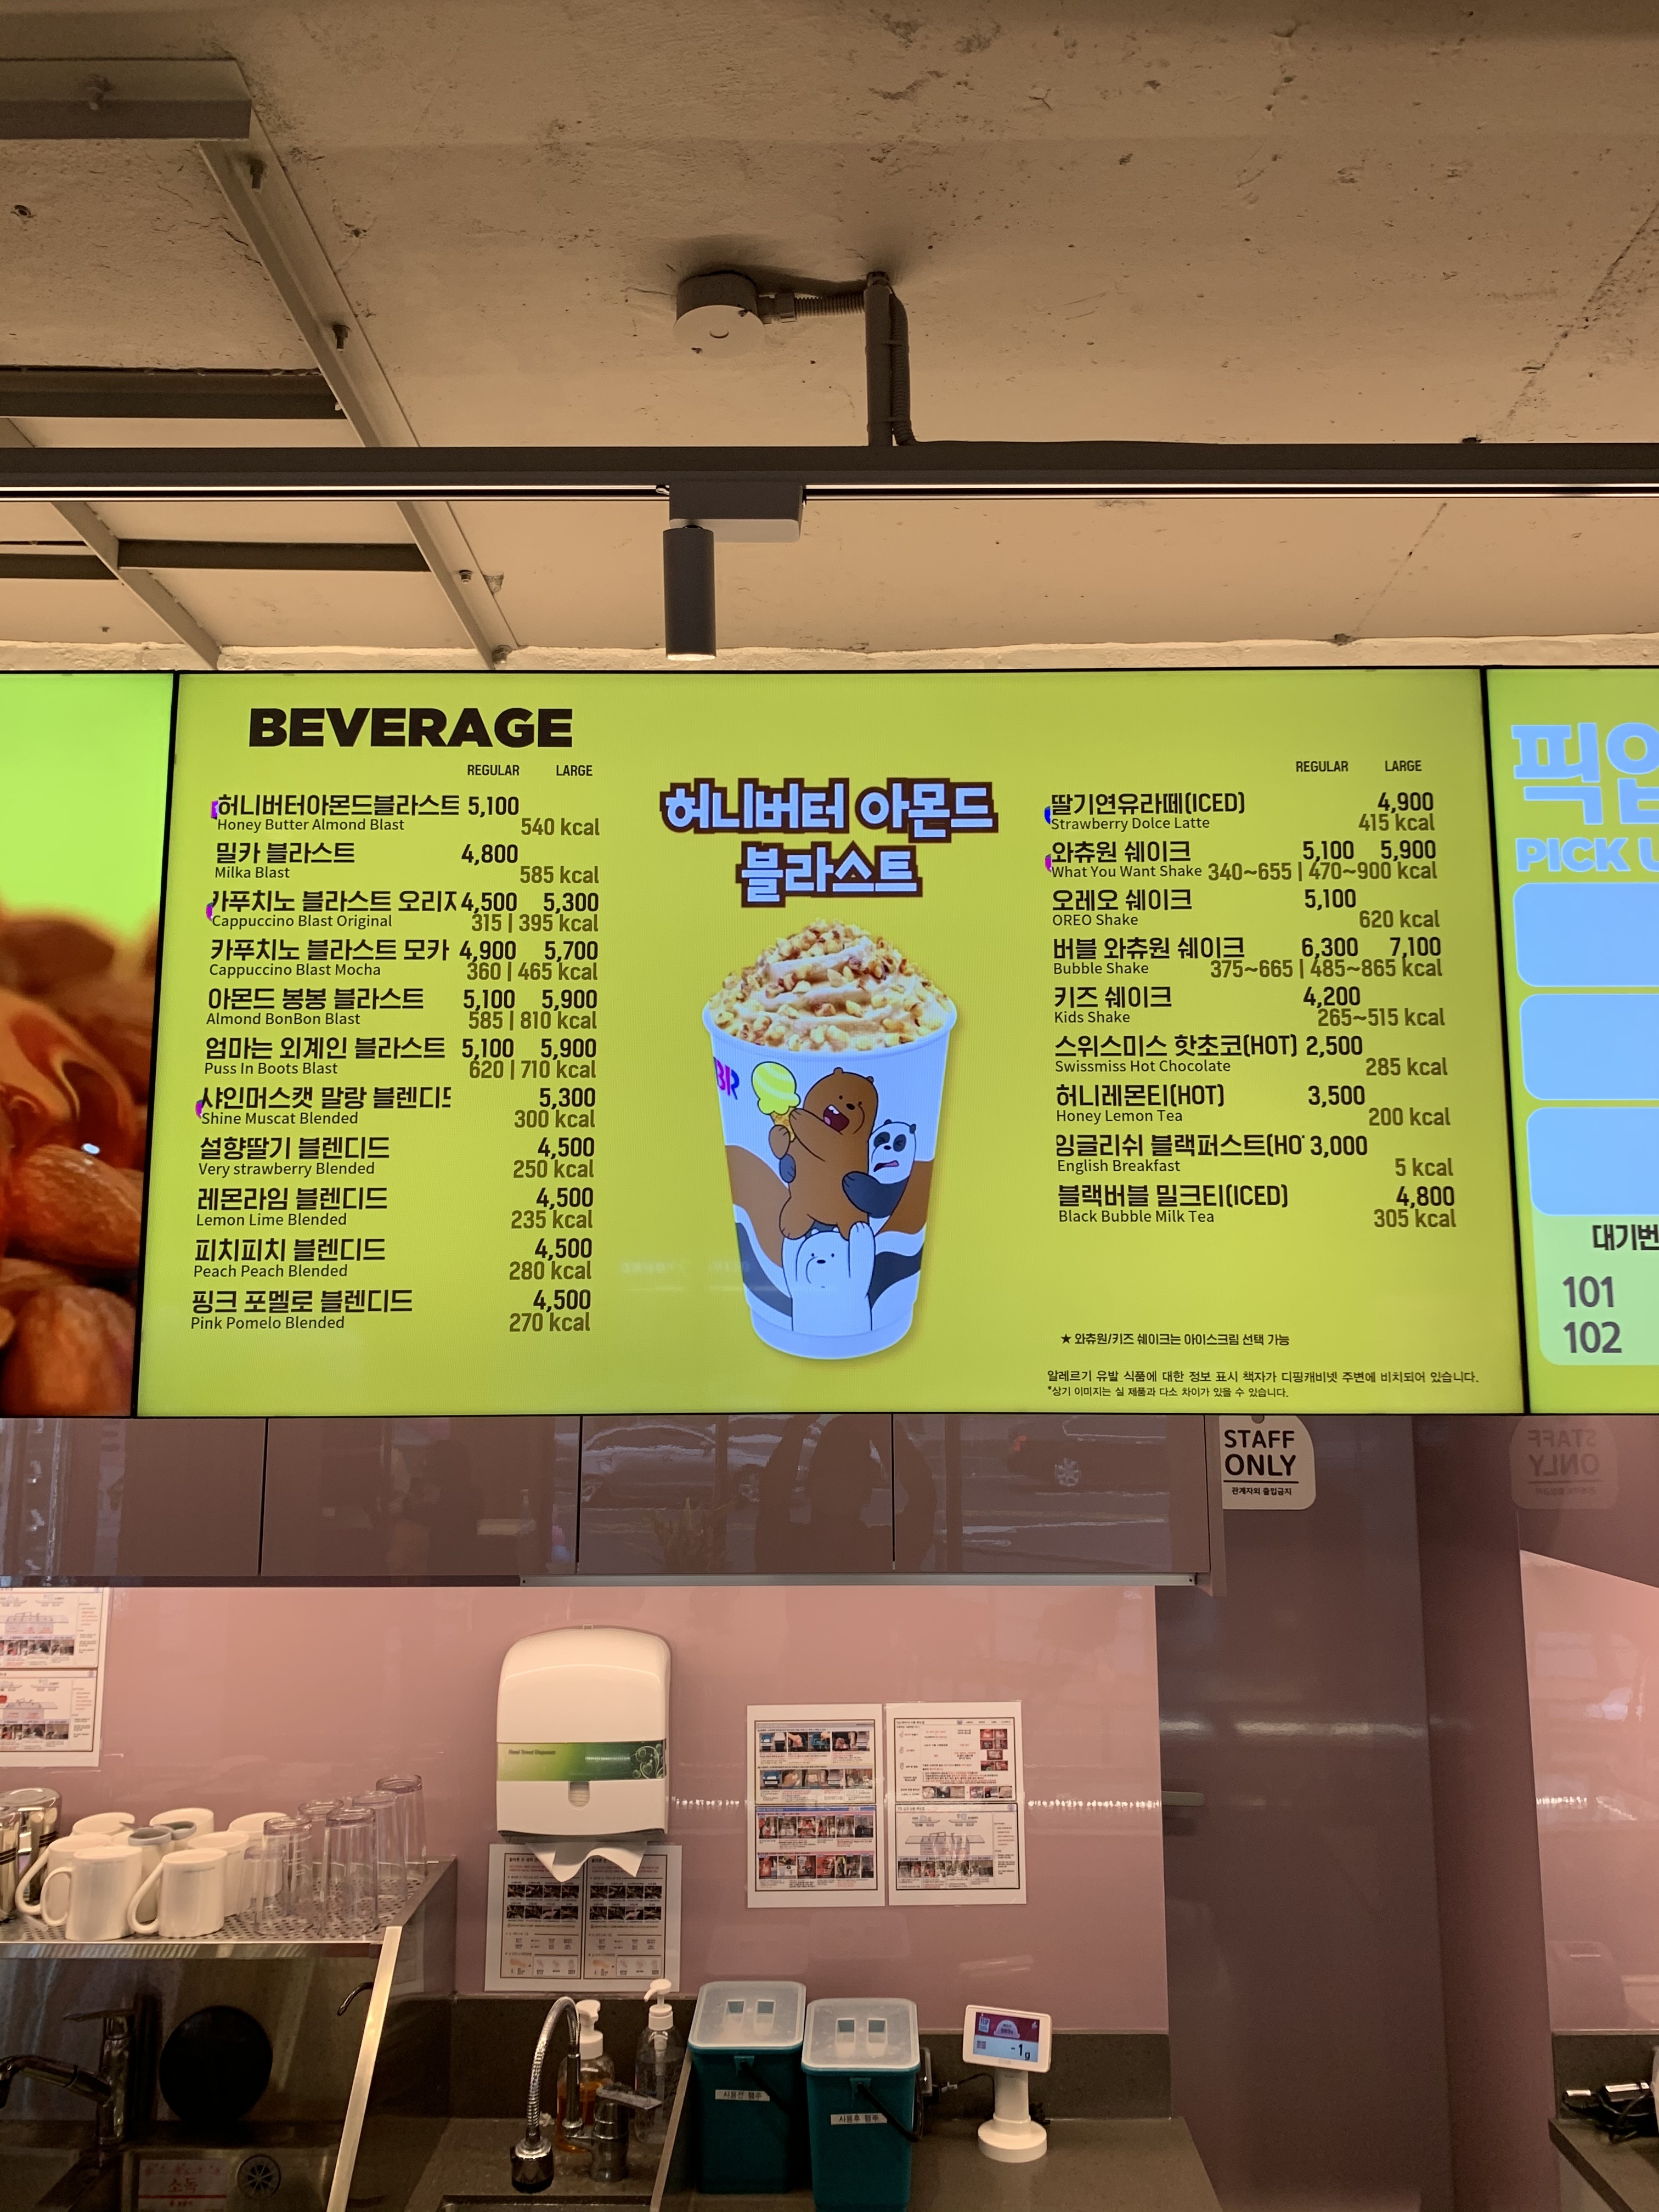 BEVERAGE
REGULAR LARGE
허니버터아몬드블라스트 5,100
Honey Butter Almond Blast 540 kcal
밀카 블라스트 4,800
Milka Blast 585 kcal
카푸치노 블라스트 오리지 4,500 5,300
Cappuccino Blast Original 315 | 395 kcal
카푸치노 블라스트 모카 4,900 5,700
Cappuccino Blast Mocha 360 | 465 kcal
아몬드 봉봉 블라스트 5,100 5,900
Almond BonBon Blast 585 | 810 kcal
엄마는 외계인 블라스트 5,100 5,900
Puss In Boots Blast 620 | 710 kcal
샤인머스캣 말랑 블렌디드 5,300
Shine Muscat Blended 300 kcal
설향딸기 블렌디드 4,500
Very strawberry Blended 250 kcal
레몬라임 블렌디드 4,500
Lemon Lime Blended 235 kcal
피치피치 블렌디드 4,500
Peach Peach Blended 280 kcal
핑크 포멜로 블렌디드 4,500
Pink Pomelo Blended 270 kcal
허니버터 아몬드
블라스트
BR
REGULAR LARGE
딸기연유라떼(ICED) 4,900
Strawberry Dolce Latte 415 kcal
와츄원 쉐이크 5,100 5,900
What You Want Shake 340~655 | 470~900 kcal
오레오 쉐이크 5,100
OREO Shake 620 kcal
버블 와츄원 쉐이크 6,300 7,100
Bubble Shake 375~665 | 485~865 kcal
키즈 쉐이크 4,200
Kids Shake 265~515 kcal
스위스미스 핫초코(HOT) 2,500
Swissmiss Hot Chocolate 285 kcal
허니레몬티(HOT) 3,500
Honey Lemon Tea 200 kcal
잉글리쉬 블랙퍼스트(HO 3,000
English Breakfast 5 kcal
블랙버블 밀크티(ICED) 4,800
Black Bubble Milk Tea 305 kcal
★ 와츄원/키즈 쉐이크는 아이스크림 선택 가능
알레르기 유발 식품에 대한 정보 표시 책자가 디핑캐비넷 주변에 비치되어 있습니다.
*상기 이미지는 실 제품과 다소 차이가 있을 수 있습니다.
픽업
PICK U
대기번
101
102
STAFF
ONLY
관계자외 출입금지
사용전 행주
사용후 행주
-1g
소독